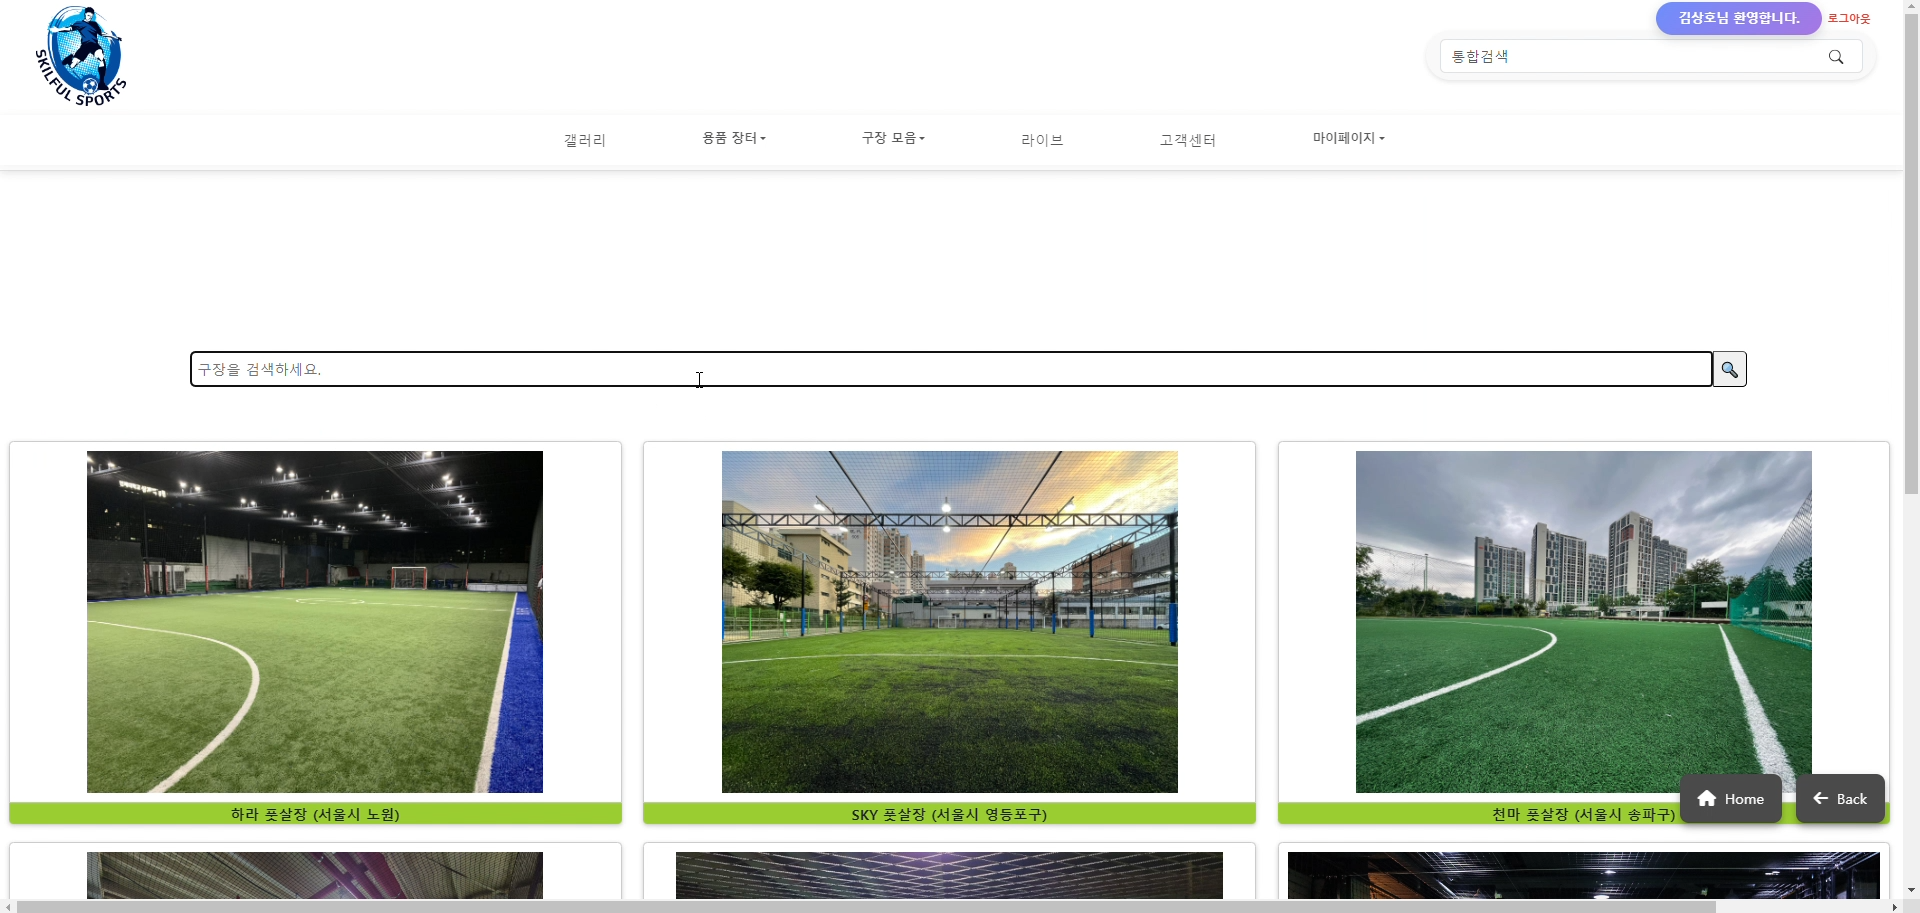 SKILFUL SPORTS
김상호님 환영합니다. 로그아웃
통합검색
갤러리 용품 장터 구장 모음 라이브 고객센터 마이페이지
구장을 검색하세요.
하라 풋살장 (서울시 노원)
SKY 풋살장 (서울시 영등포구)
천마 풋살장 (서울시 송파구)
Home
Back